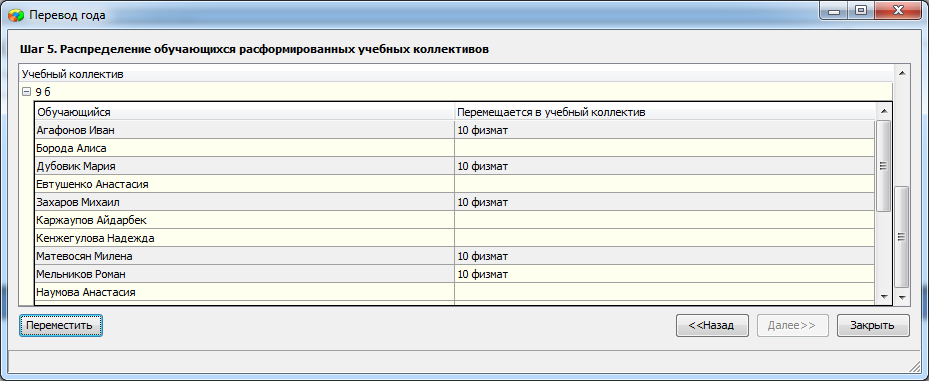 Перевод года
Шаг 5. Распределение обучающихся расформированных учебных коллективов
Учебный коллектив
9 б
Обучающийся Перемещается в учебный коллектив
Агафонов Иван 10 физмат
Борода Алиса
Дубовик Мария 10 физмат
Евтушенко Анастасия
Захаров Михаил 10 физмат
Каржаупов Айдарбек
Кенжегулова Надежда
Матевосян Милена 10 физмат
Мельников Роман 10 физмат
Наумова Анастасия
Переместить <<Назад Далее>> Закрыть